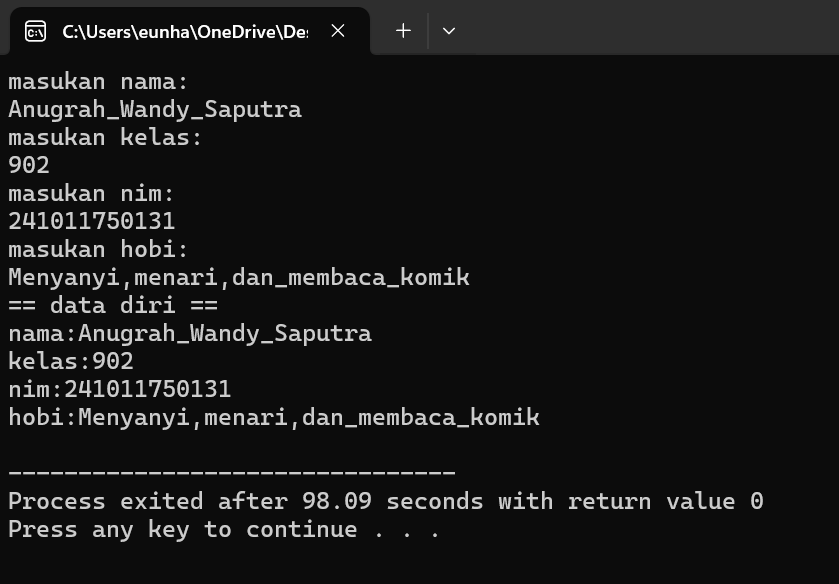 C:\Users\eunha\OneDrive\De
masukan nama:
Anugrah_Wandy_Saputra
masukan kelas:
902
masukan nim:
241011750131
masukan hobi:
Menyanyi,menari,dan_membaca_komik
== data diri ==
nama:Anugrah_Wandy_Saputra
kelas:902
nim:241011750131
hobi:Menyanyi,menari,dan_membaca_komik
--------------------------------
Process exited after 98.09 seconds with return value 0
Press any key to continue . . .